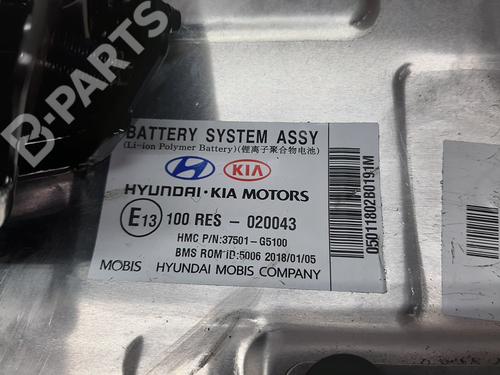 B-PARTS
BATTERY SYSTEM ASSY
(Li-ion Polymer Battery)(锂离子聚合物电池)
KIA
HYUNDAI·KIA MOTORS
E13 100 RES - 020043
HMC P/N:37501-G5100
BMS ROM ID:5006 2018/01/05
MOBIS HYUNDAI MOBIS COMPANY
05011802B0191M